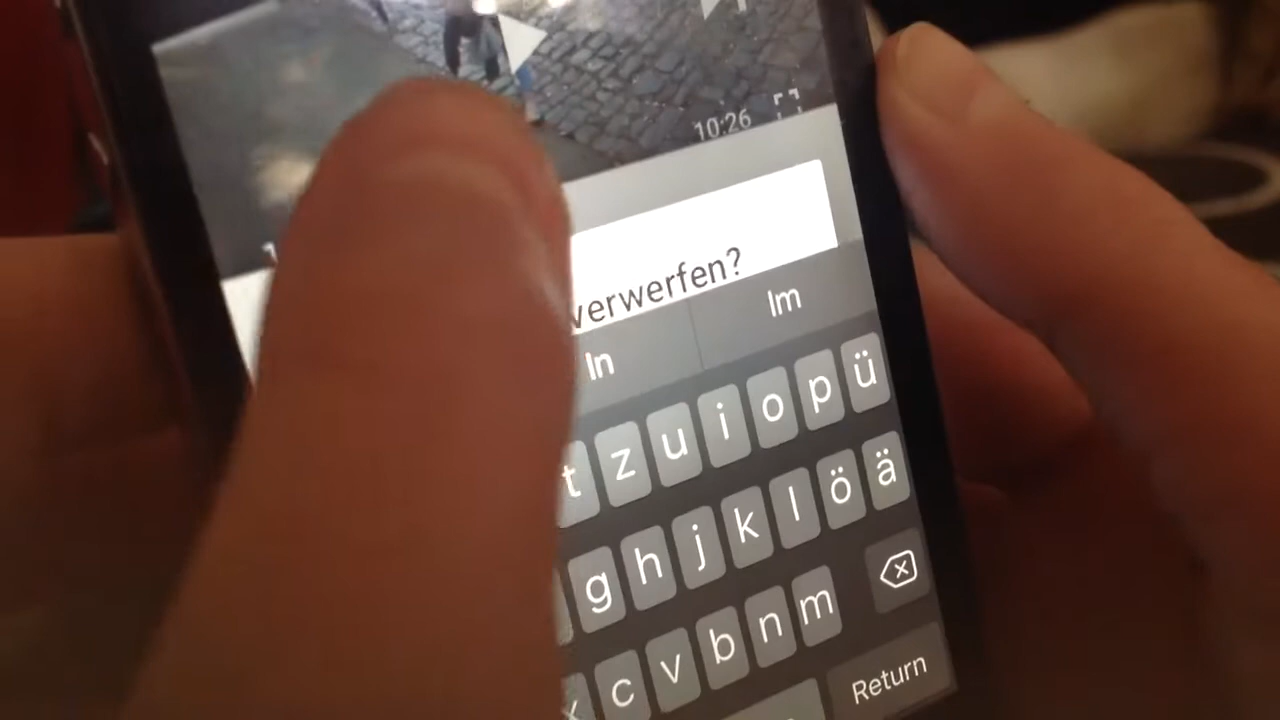 10:26
verwerfen?
In
Im
t z u i o p ü
g h j k l ö ä
c v b n m
Return